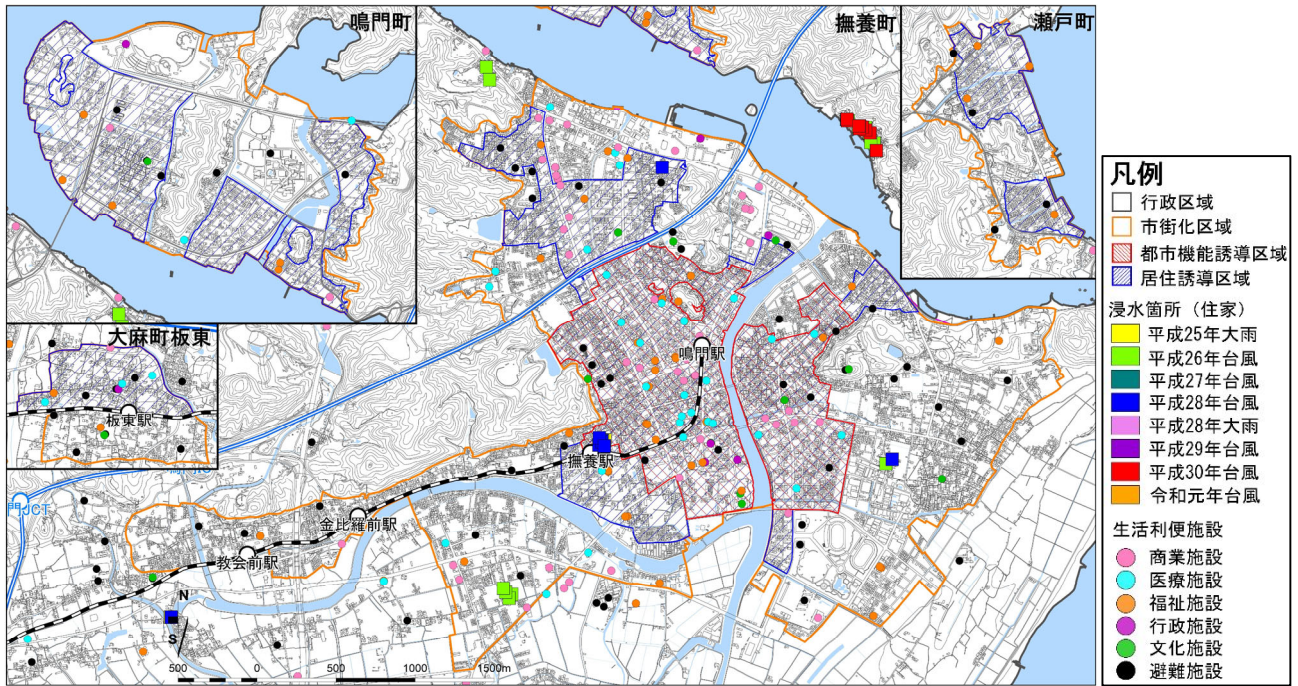 鳴門町
撫養町
瀬戸町
大麻町板東
板東駅
鳴門駅
撫養駅
金比羅前駅
教会前駅
門JCT
N
S
500
0
500
1000
1500m
凡例
行政区域
市街化区域
都市機能誘導区域
居住誘導区域
浸水箇所（住家）
平成25年大雨
平成26年台風
平成27年台風
平成28年台風
平成28年大雨
平成29年台風
平成30年台風
令和元年台風
生活利便施設
商業施設
医療施設
福祉施設
行政施設
文化施設
避難施設